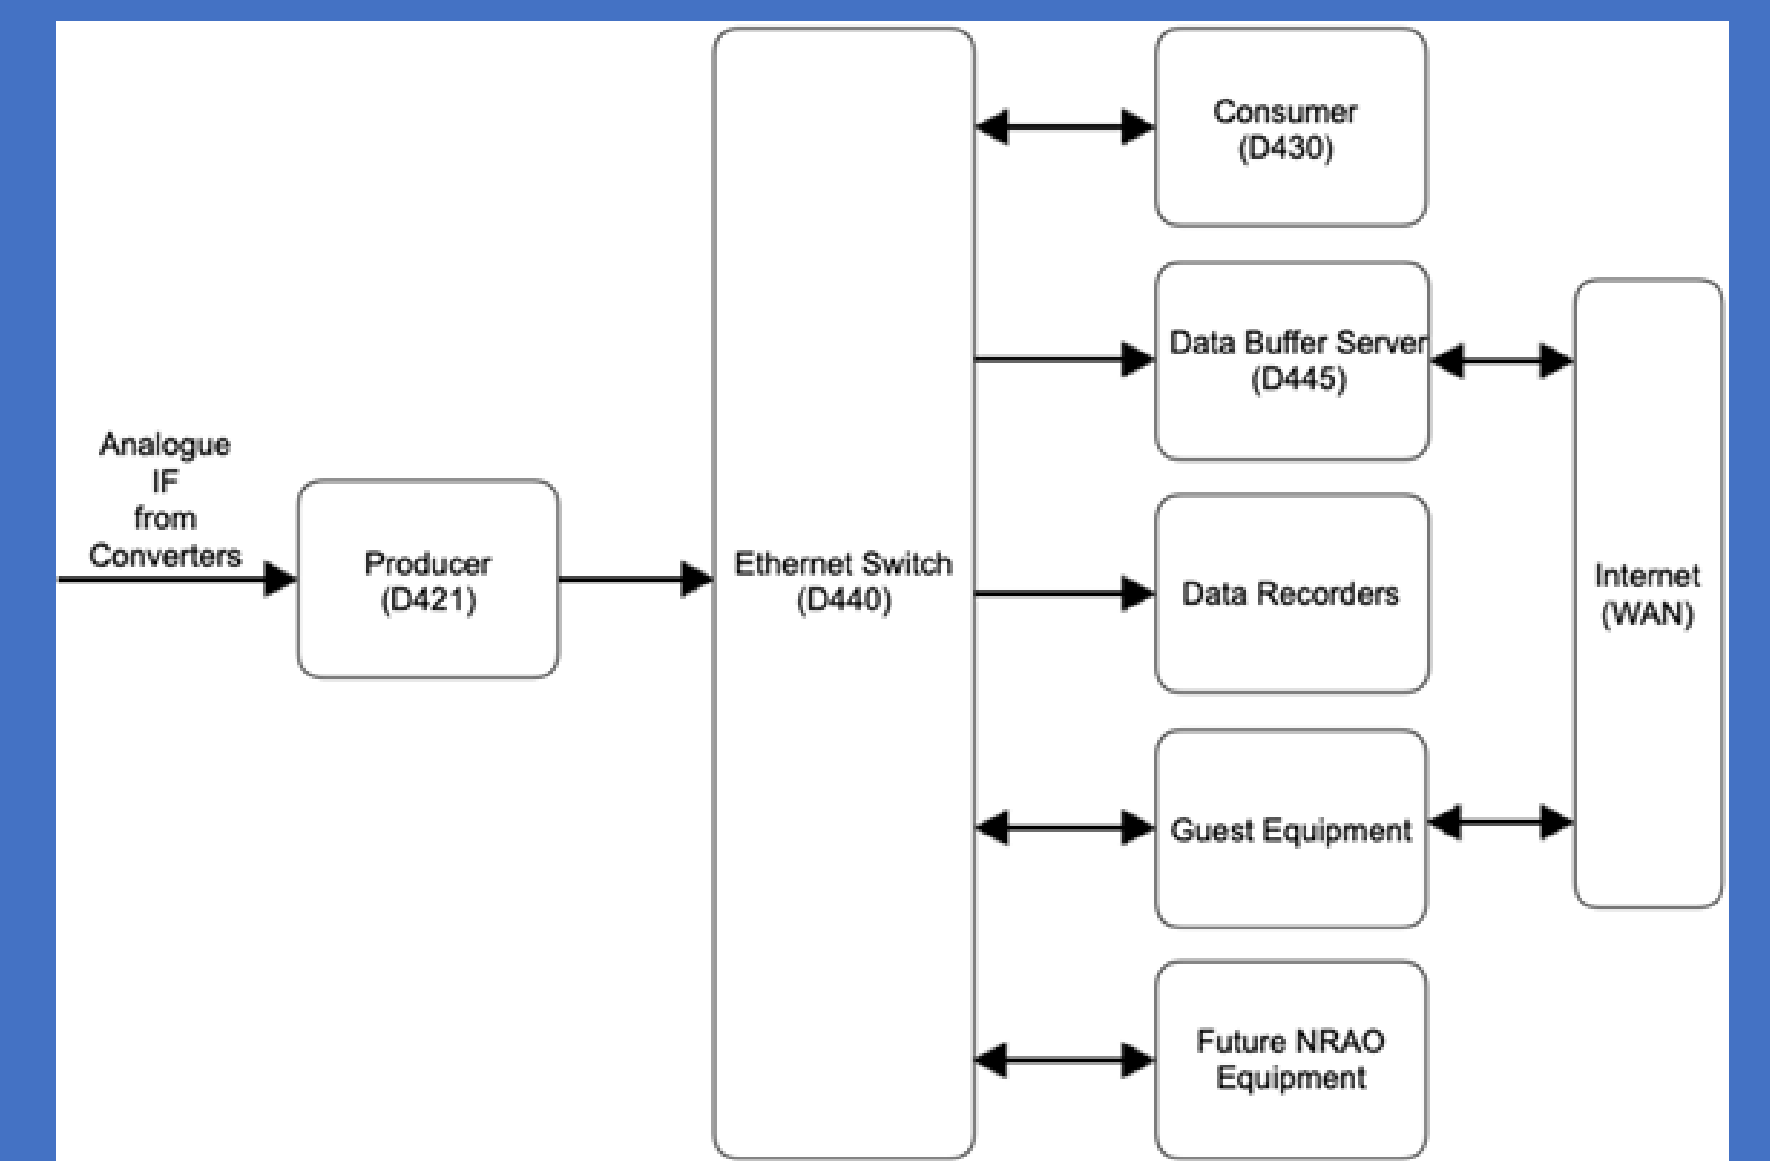 Analogue
IF
from
Converters
Producer
(D421)
Ethernet Switch
(D440)
Consumer
(D430)
Data Buffer Server
(D445)
Data Recorders
Guest Equipment
Future NRAO
Equipment
Internet
(WAN)